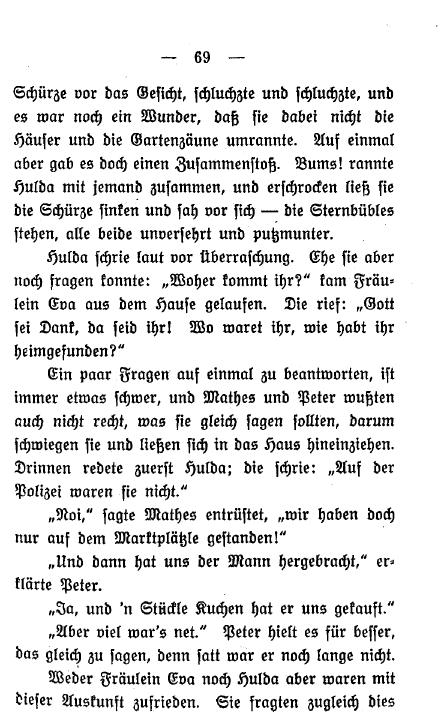 — 69 —
Schürze vor das Gesicht, schluchzte und schluchzte, und
es war noch ein Wunder, daß sie dabei nicht die
Häuser und die Gartenzäune umrannte. Auf einmal
aber gab es doch einen Zusammenstoß. Bums! rannte
Hulda mit jemand zusammen, und erschrocken ließ sie
die Schürze sinken und sah vor sich — die Sternbübles
stehen, alle beide unversehrt und putzmunter.
Hulda schrie laut vor Überraschung. Ehe sie aber
noch fragen konnte: „Woher kommt ihr?“ kam Fräu-
lein Eva aus dem Hause gelaufen. Die rief: „Gott
sei Dank, da seid ihr! Wo waret ihr, wie habt ihr
heimgefunden?“
Ein paar Fragen auf einmal zu beantworten, ist
immer etwas schwer, und Mathes und Peter wußten
auch nicht recht, was sie gleich sagen sollten, darum
schwiegen sie und ließen sich in das Haus hineinziehen.
Drinnen redete zuerst Hulda; die schrie: „Auf der
Polizei waren sie nicht.“
„Noi,“ sagte Mathes entrüstet, „wir haben doch
nur auf dem Marktplätzle gestanden!“
„Und dann hat uns der Mann hergebracht,“ er-
klärte Peter.
„Ja, und 'n Stückle Kuchen hat er uns gekauft.“
„Aber viel war's net.“ Peter hielt es für besser,
das gleich zu sagen, denn satt war er noch lange nicht.
Weder Fräulein Eva noch Hulda aber waren mit
dieser Auskunft zufrieden. Sie fragten zugleich dies